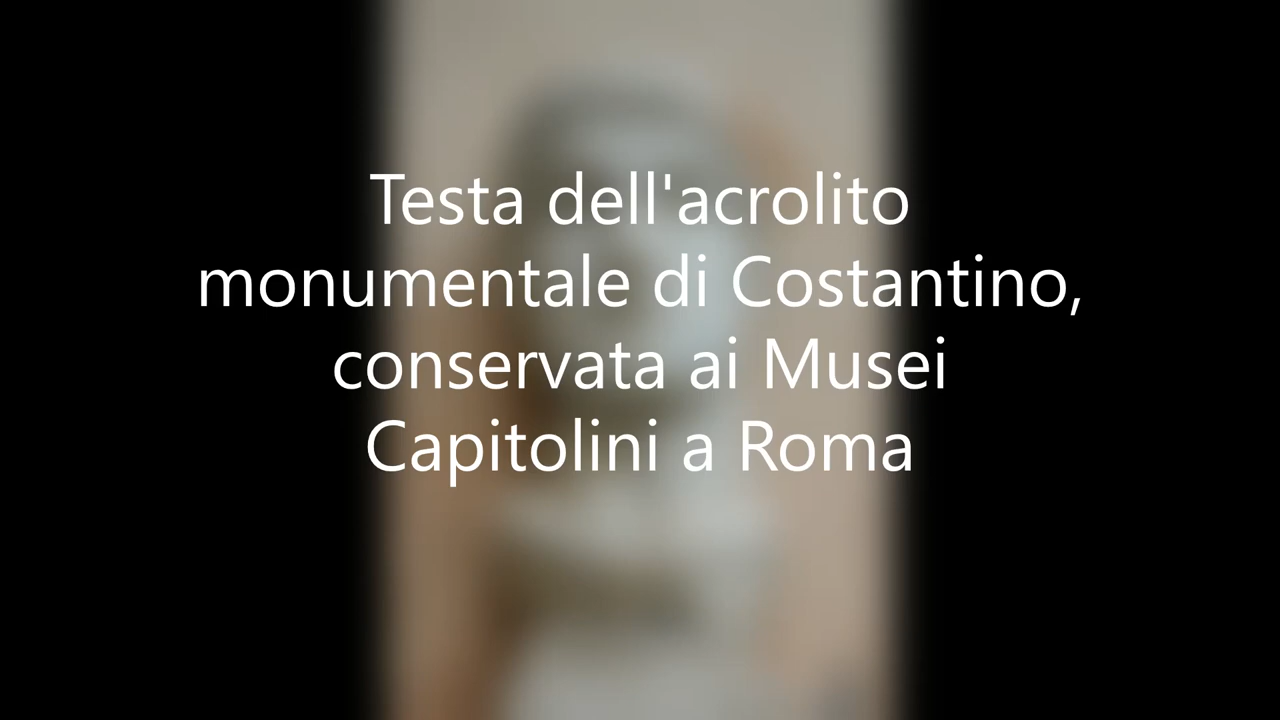 Testa dell'acrolito
monumentale di Costantino,
conservata ai Musei
Capitolini a Roma